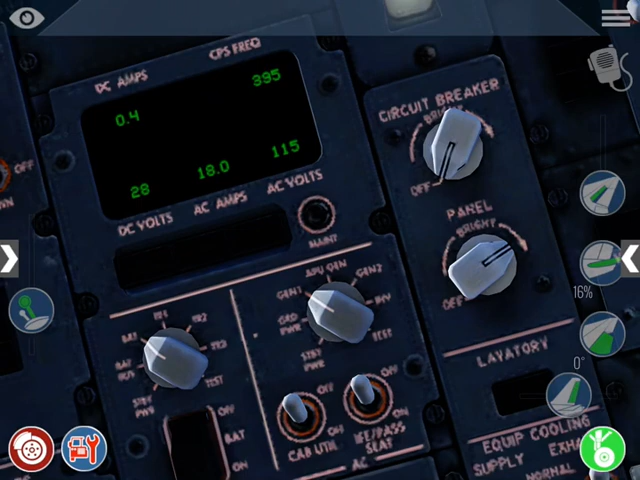 DC AMPS
CPS FREQ
0.4
395
28
18.0
115
DC VOLTS
AC AMPS
AC VOLTS
MAINT
CIRCUIT BREAKER
BRIGHT
OFF
PANEL
BRIGHT
OFF
OFF
APU GEN
GEN1
GEN2
GRD PWR
INV
STBY PWR
TEST
BAT
TR1
TR2
TR3
BAT BUS
TEST
STBY PWR
OFF
BAT
ON
OFF
ON
CAB UTIL
OFF
ON
IFE/PASS SEAT
AC
LAVATORY
EQUIP COOLING
SUPPLY
NORMAL
16%
0°